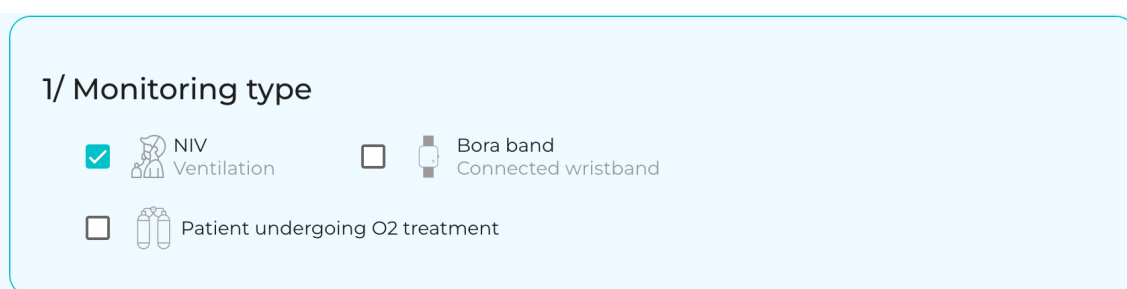 1/ Monitoring type
NIV
Ventilation
Bora band
Connected wristband
Patient undergoing O2 treatment